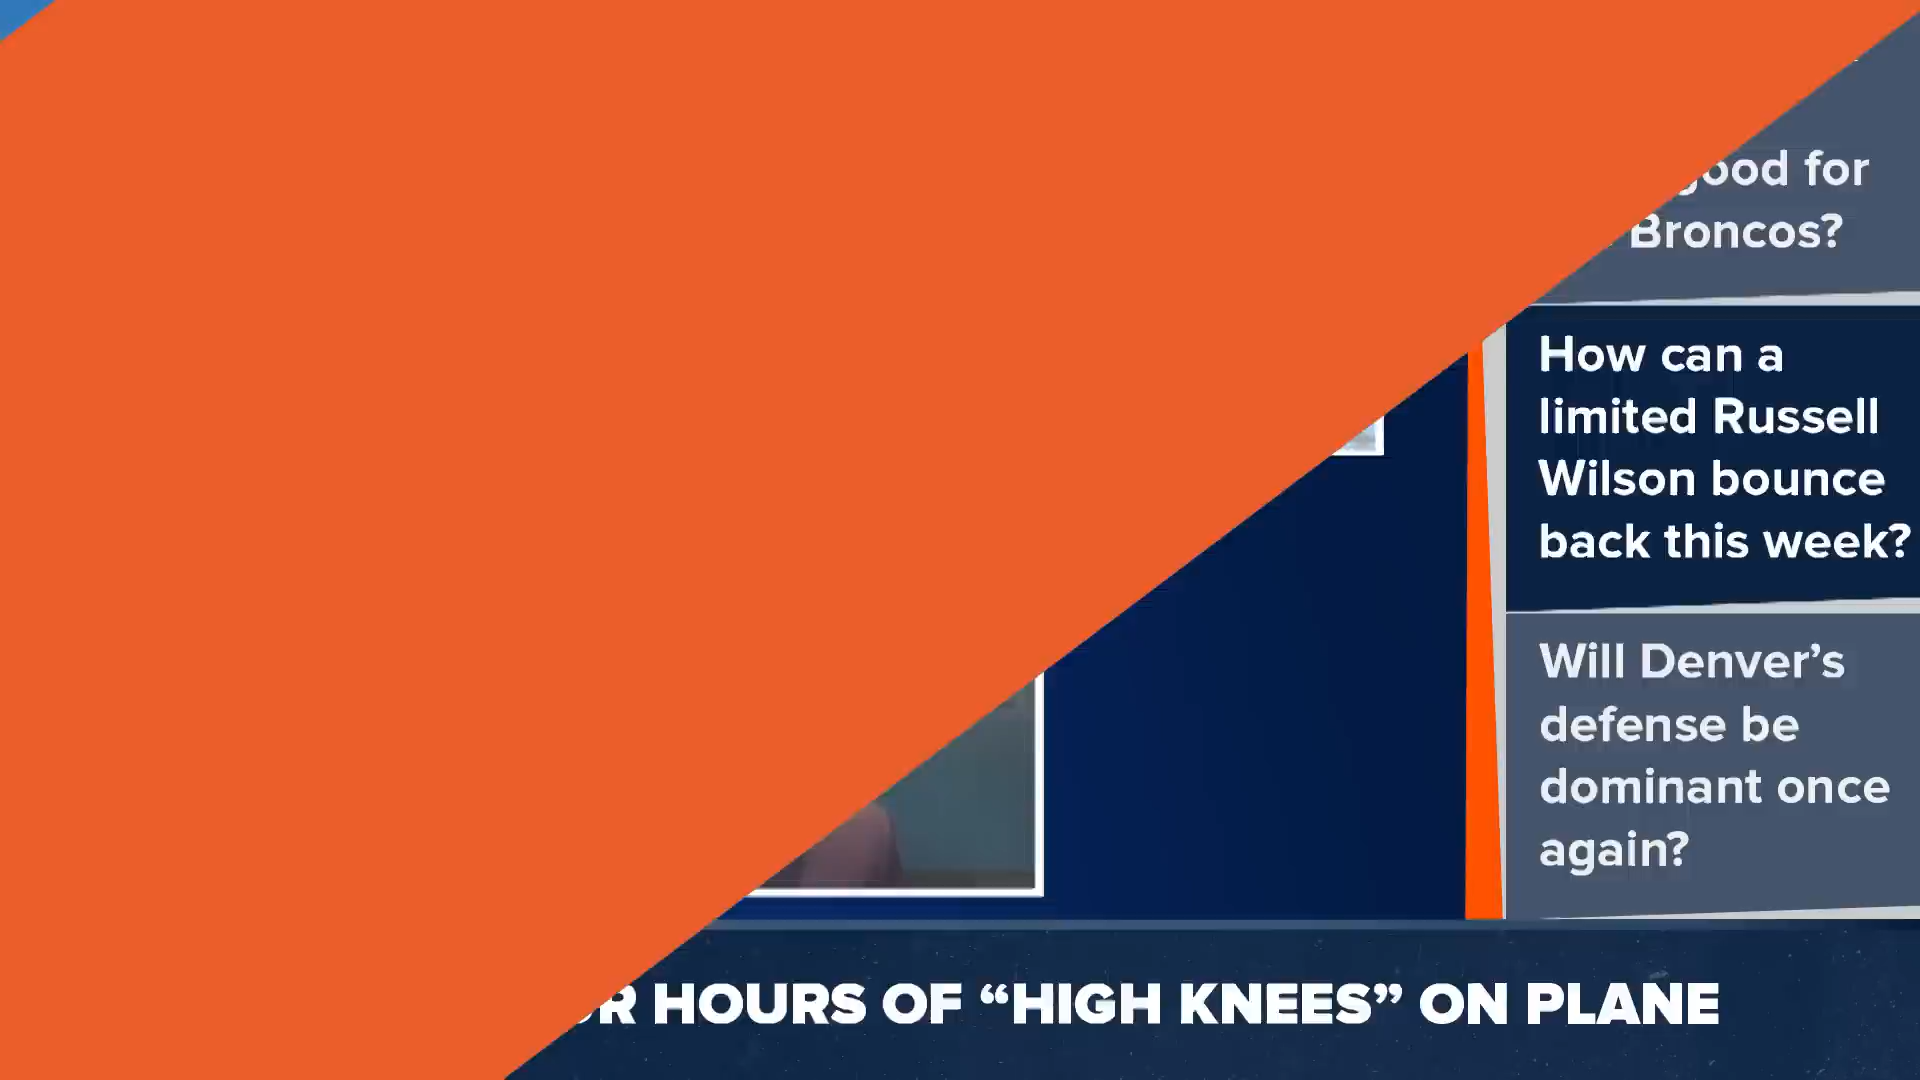 for
Broncos?
How can a
limited Russell
Wilson bounce
back this week?
Will Denver’s
defense be
dominant once
again?
HOURS OF “HIGH KNEES” ON PLANE